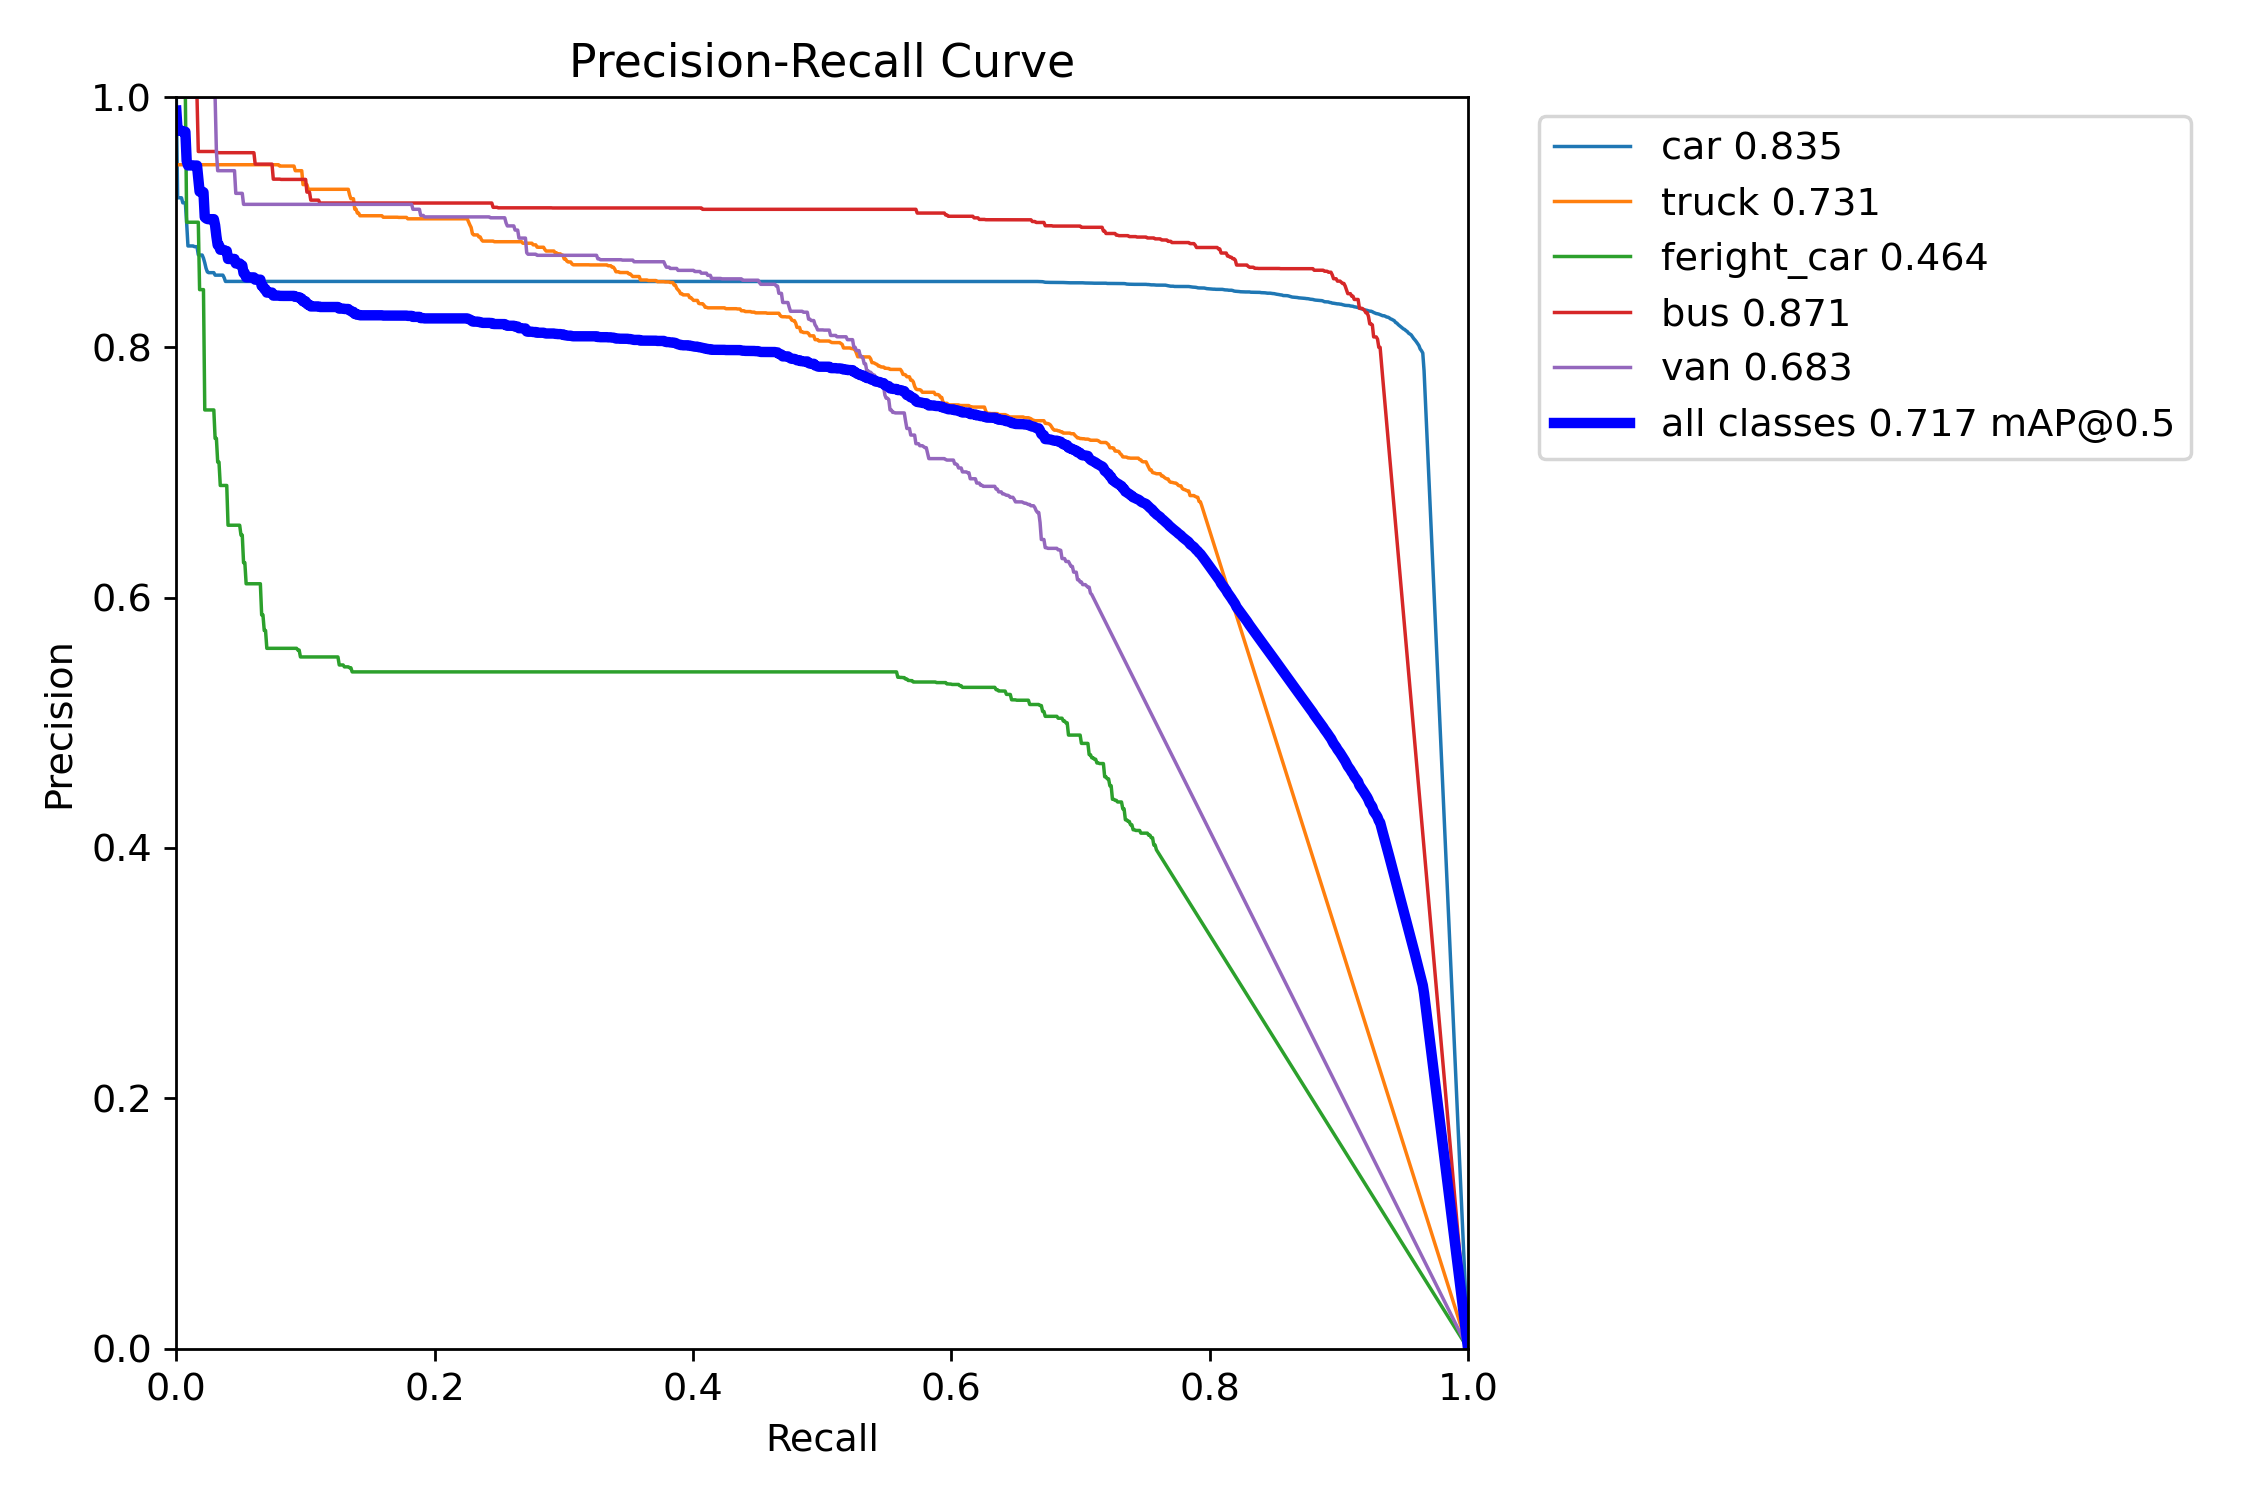 Precision-Recall Curve
1.0
0.8
0.6
0.4
0.2
0.0
Precision
0.0 0.2 0.4 0.6 0.8 1.0
Recall
car 0.835
truck 0.731
feright_car 0.464
bus 0.871
van 0.683
all classes 0.717 mAP@0.5